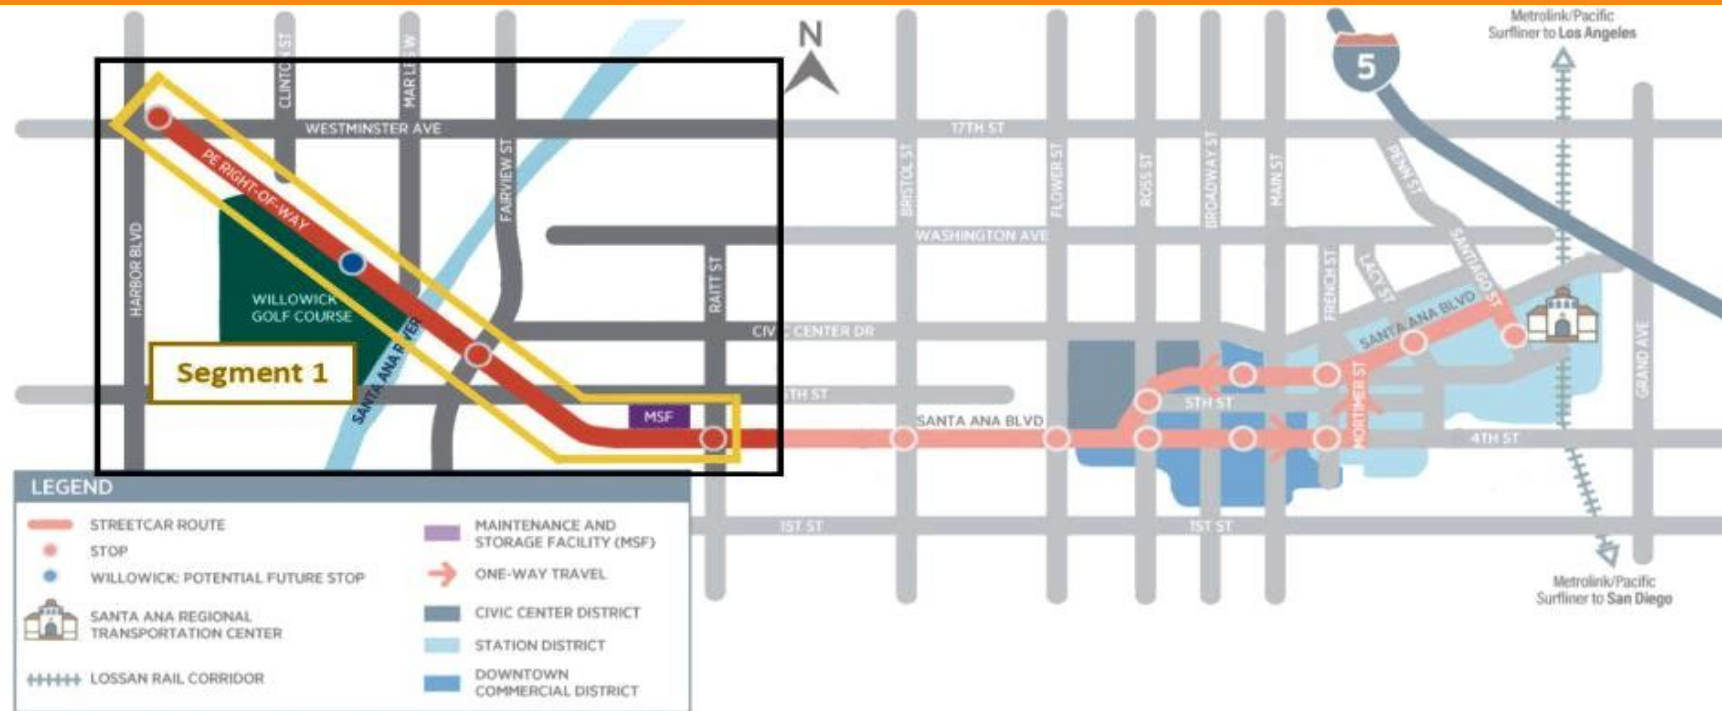 Metrolink/Pacific
Surfliner to Los Angeles
N
5
CLINTON ST
MAR LES W
WESTMINSTER AVE
17TH ST
FAIRVIEW ST
BRISTOL ST
FLOWER ST
ROSS ST
BROADWAY ST
MAIN ST
PENN ST
PE RIGHT-OF-WAY
HARBOR BLVD
WASHINGTON AVE
RAITT ST
FRENCH ST
LACY ST
SANTIAGO ST
WILLOWICK
GOLF COURSE
CIVIC CENTER DR
SANTA ANA BLVD
GRAND AVE
SANTA ANA RIVER
Segment 1
5TH ST
5TH ST
MORTIMER ST
MSF
SANTA ANA BLVD
4TH ST
1ST ST
1ST ST
Metrolink/Pacific
Surfliner to San Diego
LEGEND
STREETCAR ROUTE
STOP
WILLOWICK: POTENTIAL FUTURE STOP
SANTA ANA REGIONAL
TRANSPORTATION CENTER
LOSSAN RAIL CORRIDOR
MAINTENANCE AND
STORAGE FACILITY (MSF)
ONE-WAY TRAVEL
CIVIC CENTER DISTRICT
STATION DISTRICT
DOWNTOWN
COMMERCIAL DISTRICT